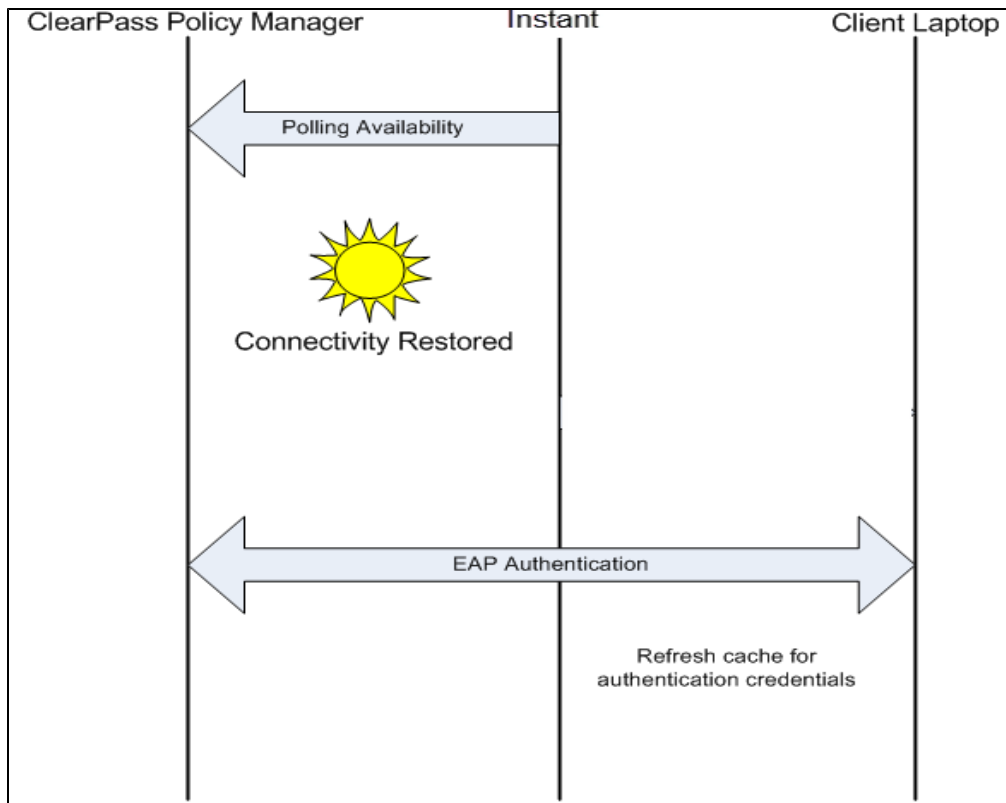 ClearPass Policy Manager
Instant
Client Laptop
Polling Availability
Connectivity Restored
EAP Authentication
Refresh cache for
authentication credentials